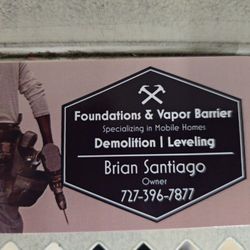 Foundations & Vapor Barrier
Specializing in Mobile Homes
Demolition | Leveling
Brian Santiago
Owner
727-396-7877